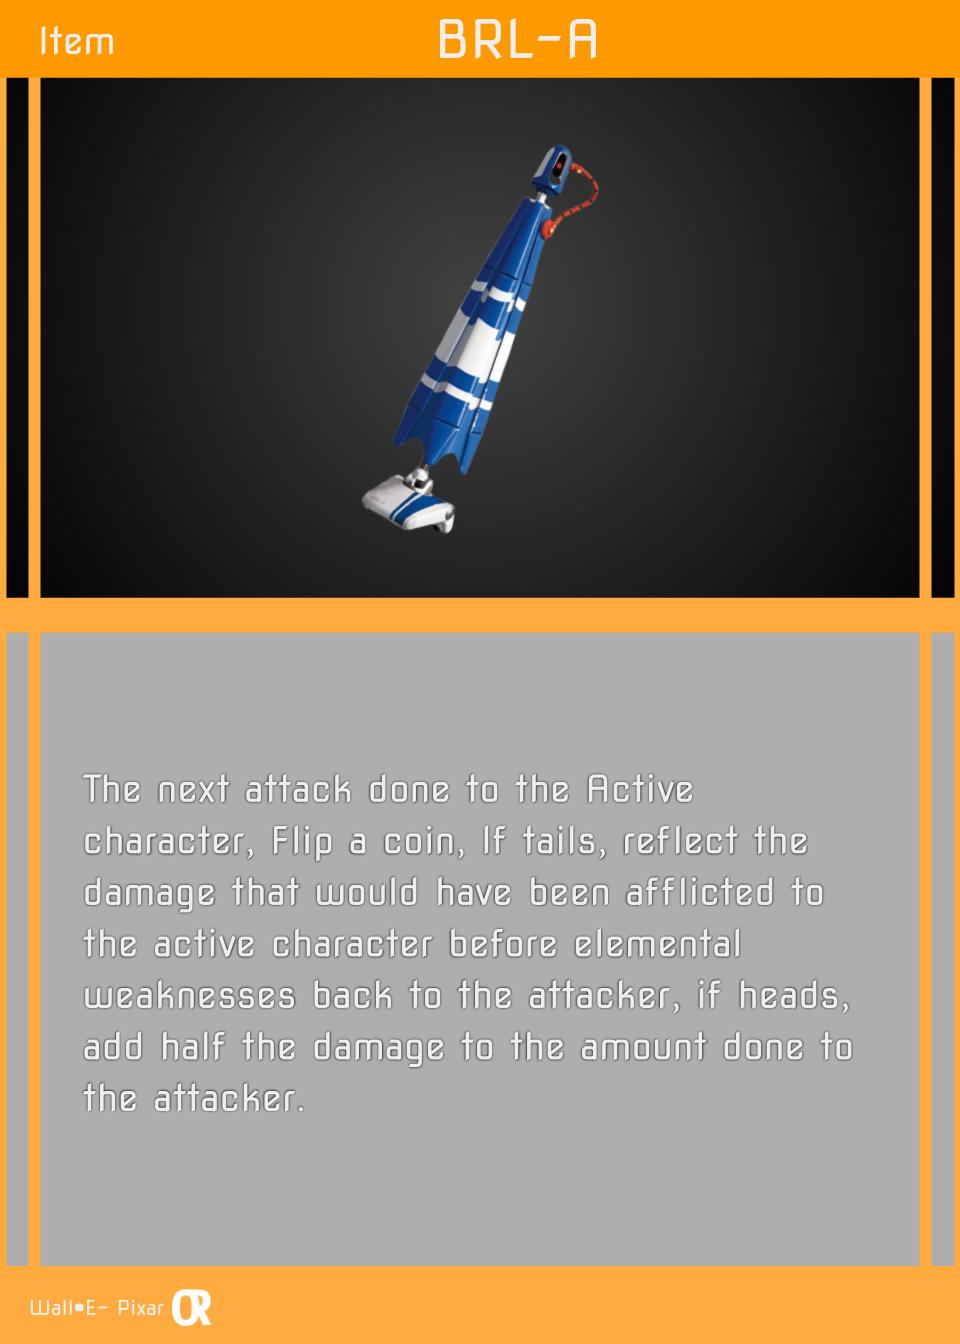 Item
BRL-A
The next attack done to the Active
character, Flip a coin, If tails, reflect the
damage that would have been afflicted to
the active character before elemental
weaknesses back to the attacker, if heads,
add half the damage to the amount done to
the attacker.
Wall•E- Pixar OR